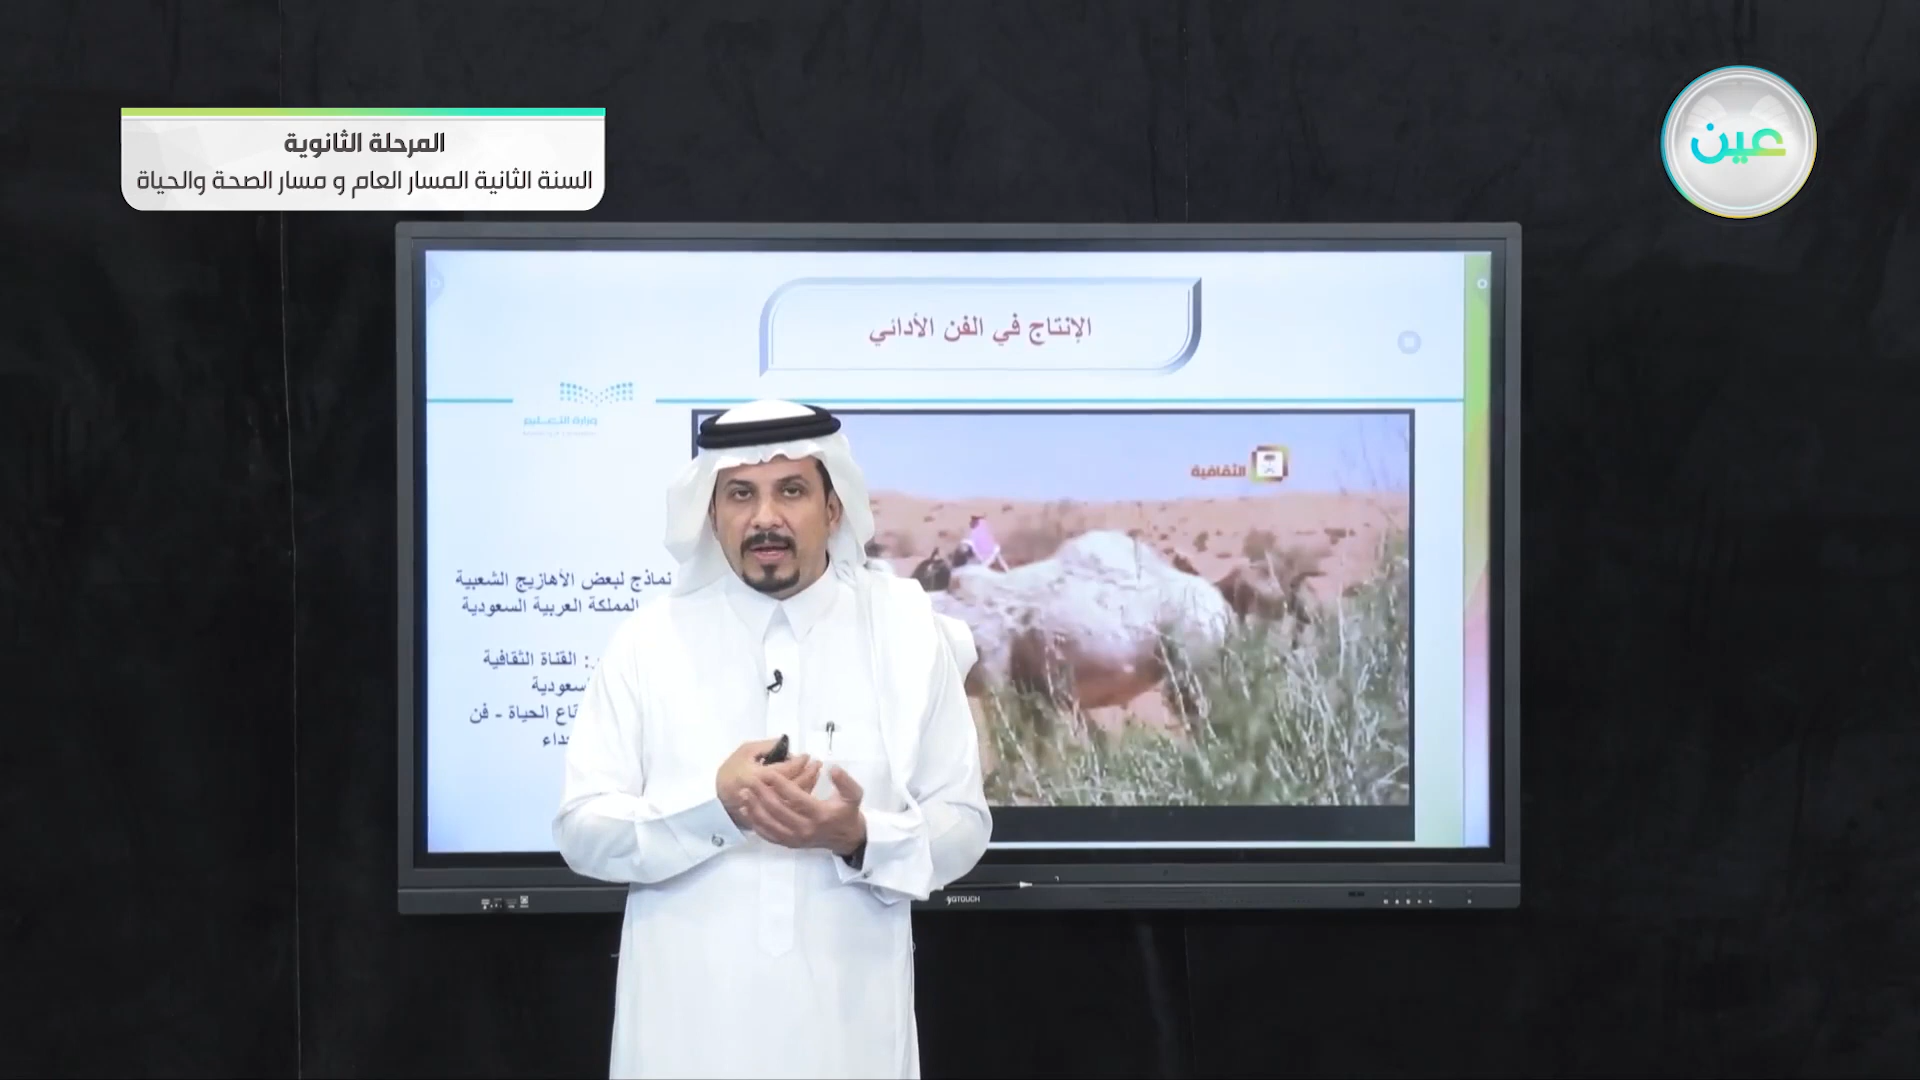 المرحلة الثانوية
السنة الثانية المسار العام و مسار الصحة والحياة
عين
الإنتاج في الفن الأدائي
وزارة التعليم
الثقافية
نماذج لبعض الأهازيج الشعبية
المملكة العربية السعودية
القناة الثقافية
الحياة - فن